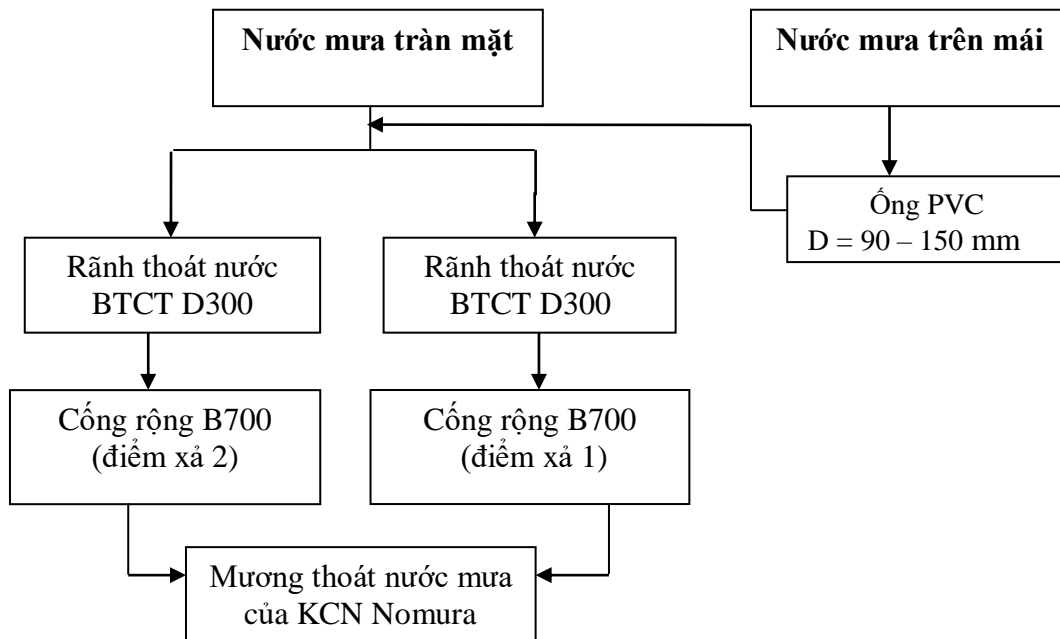 Nước mưa tràn mặt
Nước mưa trên mái
Ống PVC
D = 90 – 150 mm
Rãnh thoát nước
BTCT D300
Rãnh thoát nước
BTCT D300
Cống rộng B700
(điểm xả 2)
Cống rộng B700
(điểm xả 1)
Mương thoát nước mưa
của KCN Nomura